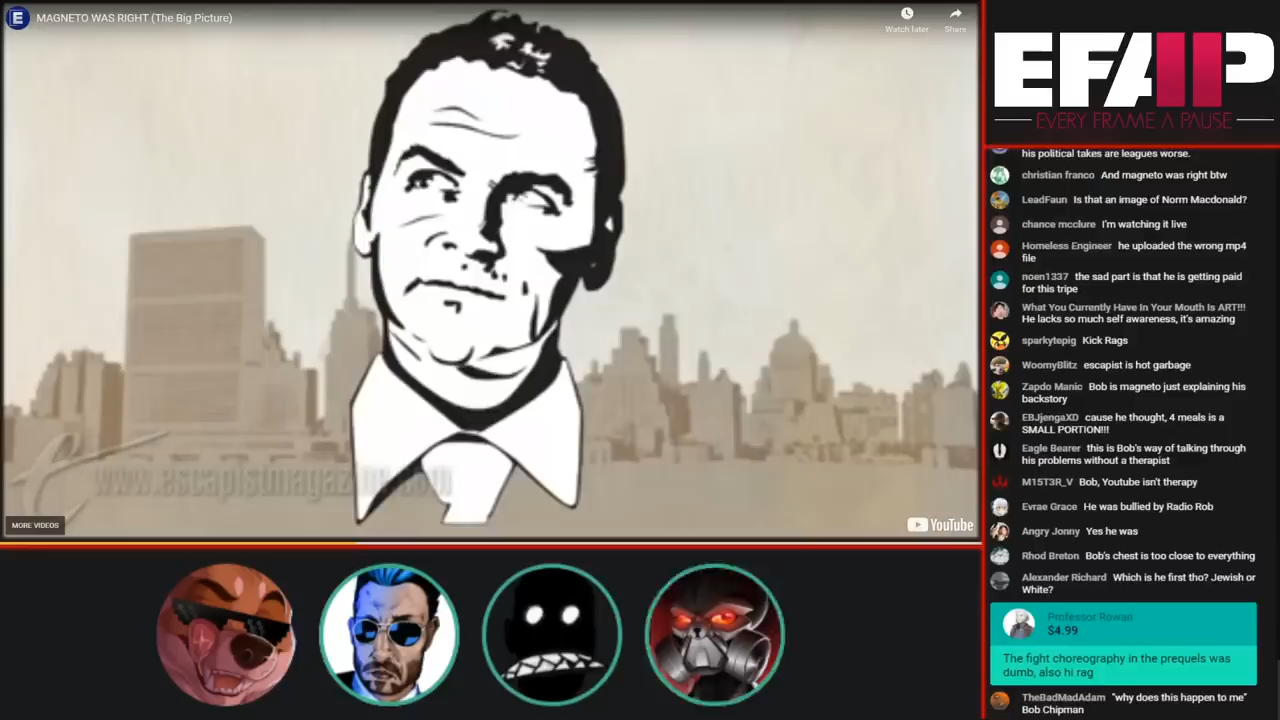 MAGNETO WAS RIGHT (The Big Picture)
Watch later
Share
www.escapistmagazine.com
MORE VIDEOS
YouTube
EFAP
EVERY FRAME A PAUSE
his political takes are leagues worse.
christian franco And magneto was right btw
LeadFaun Is that an image of Norm Macdonald?
chance mcclure I'm watching it live
Homeless Engineer he uploaded the wrong mp4
file
noen1337 the sad part is that he is getting paid
for this tripe
What You Currently Have In Your Mouth Is ART!!!
He lacks so much self awareness, it's amazing
sparkytepig Kick Rags
WoomyBlitz escapist is hot garbage
Zapdo Manic Bob is magneto just explaining his
backstory
EBJjengaXD cause he thought, 4 meals is a
SMALL PORTION!!!
Eagle Bearer this is Bob's way of talking through
his problems without a therapist
M15T3R_V Bob, Youtube isn't therapy
Evrae Grace He was bullied by Radio Rob
Angry Jonny Yes he was
Rhod Breton Bob's chest is too close to everything
Alexander Richard Which is he first tho? Jewish or
White?
Professor Rowan
$4.99
The fight choreography in the prequels was
dumb, also hi rag
TheBadMadAdam "why does this happen to me"
Bob Chipman